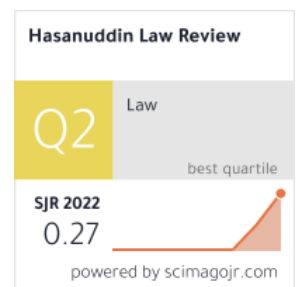 Hasanuddin Law Review
Q2
Law
best quartile
SJR 2022
0.27
powered by scimagojr.com